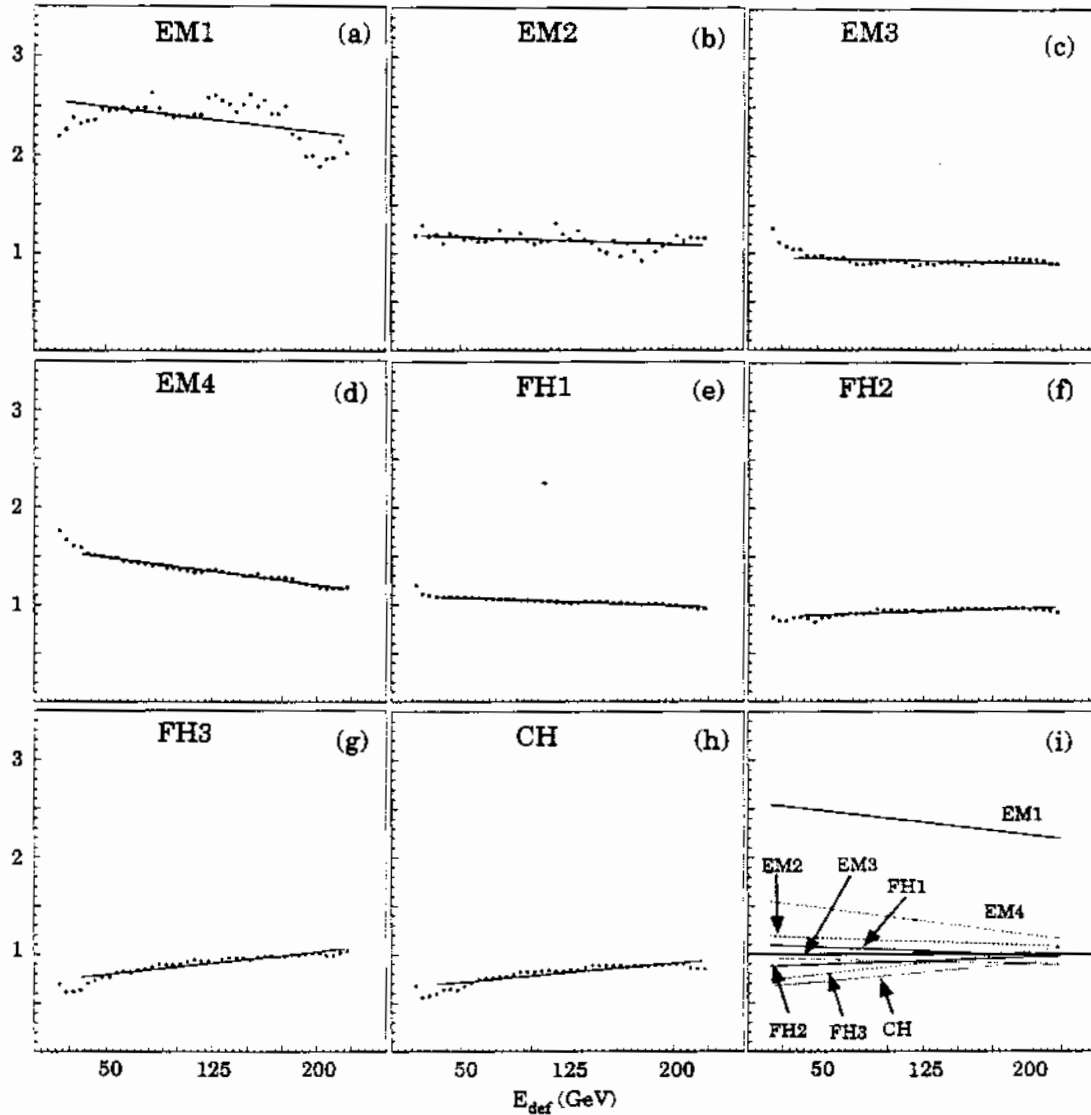 EM1 (a) EM2 (b) EM3 (c)
3
2
1
EM4 (d) FH1 (e) FH2 (f)
3
2
1
FH3 (g) CH (h) (i)
3
2
1
EM1
EM2 EM3
FH1
EM4
FH2 FH3 CH
50 125 200 50 125 200 50 125 200
E_def (GeV)